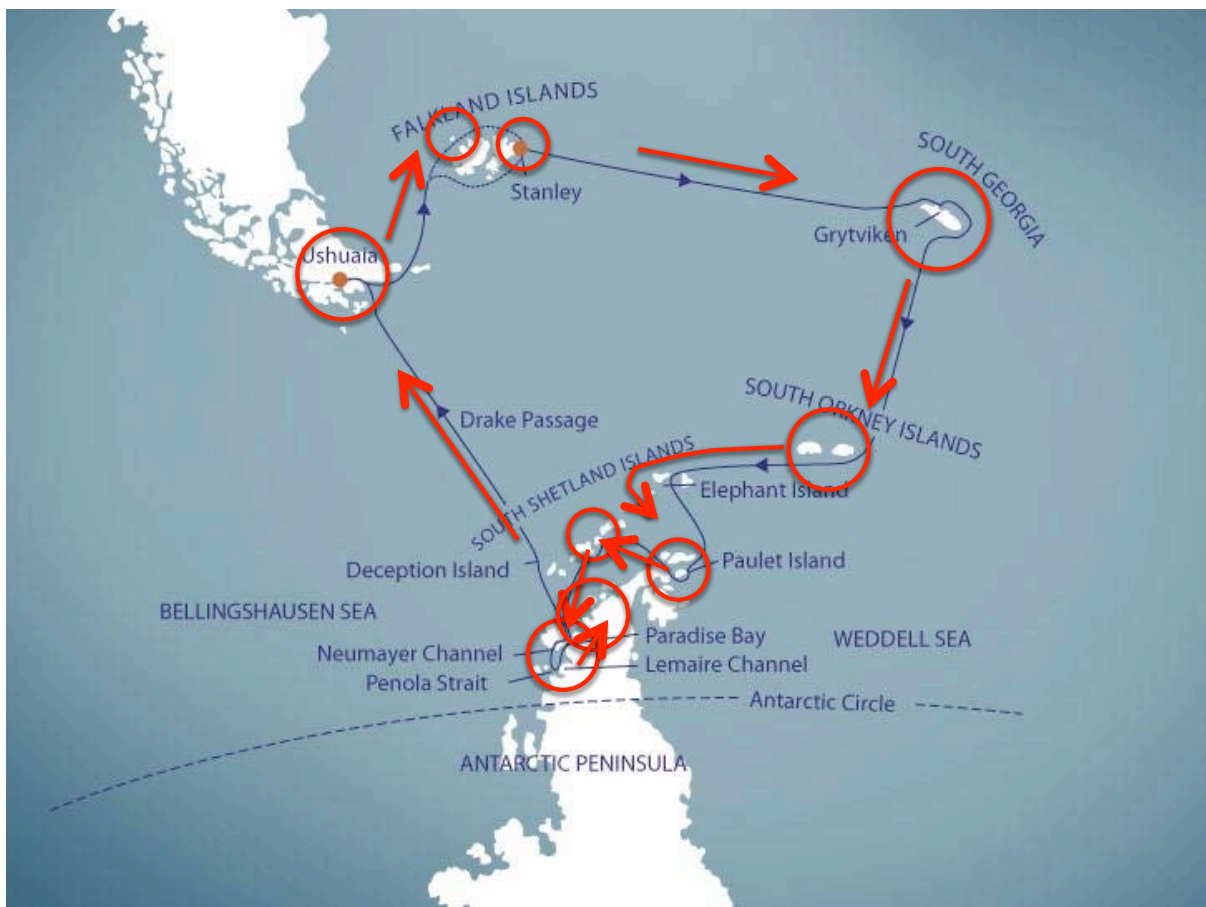 FALKLAND ISLANDS
Stanley
SOUTH GEORGIA
Grytviken
Ushuaia
SOUTH ORKNEY ISLANDS
Drake Passage
SOUTH SHETLAND ISLANDS
Elephant Island
Deception Island
Paulet Island
BELLINGSHAUSEN SEA
Paradise Bay
WEDDELL SEA
Neumayer Channel
Lemaire Channel
Penola Strait
Antarctic Circle
ANTARCTIC PENINSULA